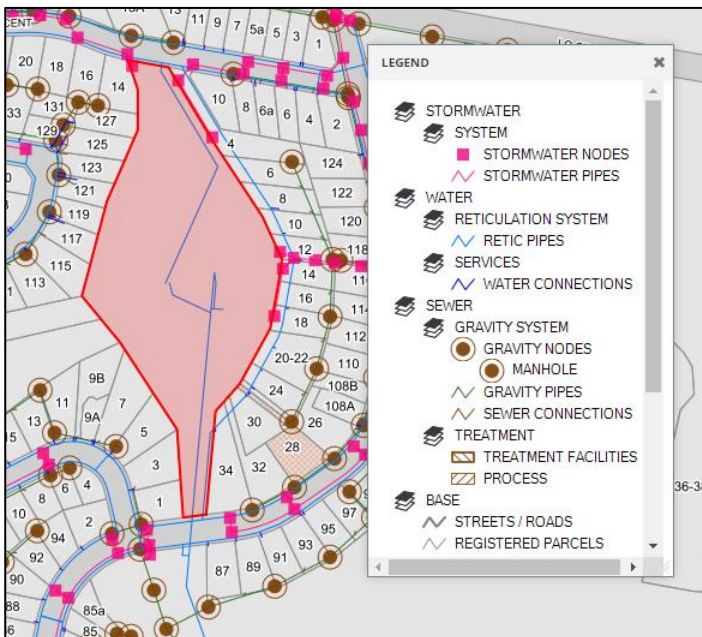 CENT
13A
13
11
9
7
5a
5
3
1
20
18
16
14
10
8
6a
6
4
2
131
127
33
129
125
4
123
6
124
121
8
122
119
10
120
117
12
118
115
14
113
16
18
20-22
110
24
108B
108A
9B
11
7
9A
13
5
15
30
26
28
3
34
32
8
6
4
1
10
2
94
92
87
89
91
93
95
90
88
85a
85
36-38
LEGEND
STORMWATER
SYSTEM
STORMWATER NODES
STORMWATER PIPES
WATER
RETICULATION SYSTEM
RETIC PIPES
SERVICES
WATER CONNECTIONS
SEWER
GRAVITY SYSTEM
GRAVITY NODES
MANHOLE
GRAVITY PIPES
SEWER CONNECTIONS
TREATMENT
TREATMENT FACILITIES
PROCESS
BASE
STREETS / ROADS
REGISTERED PARCELS